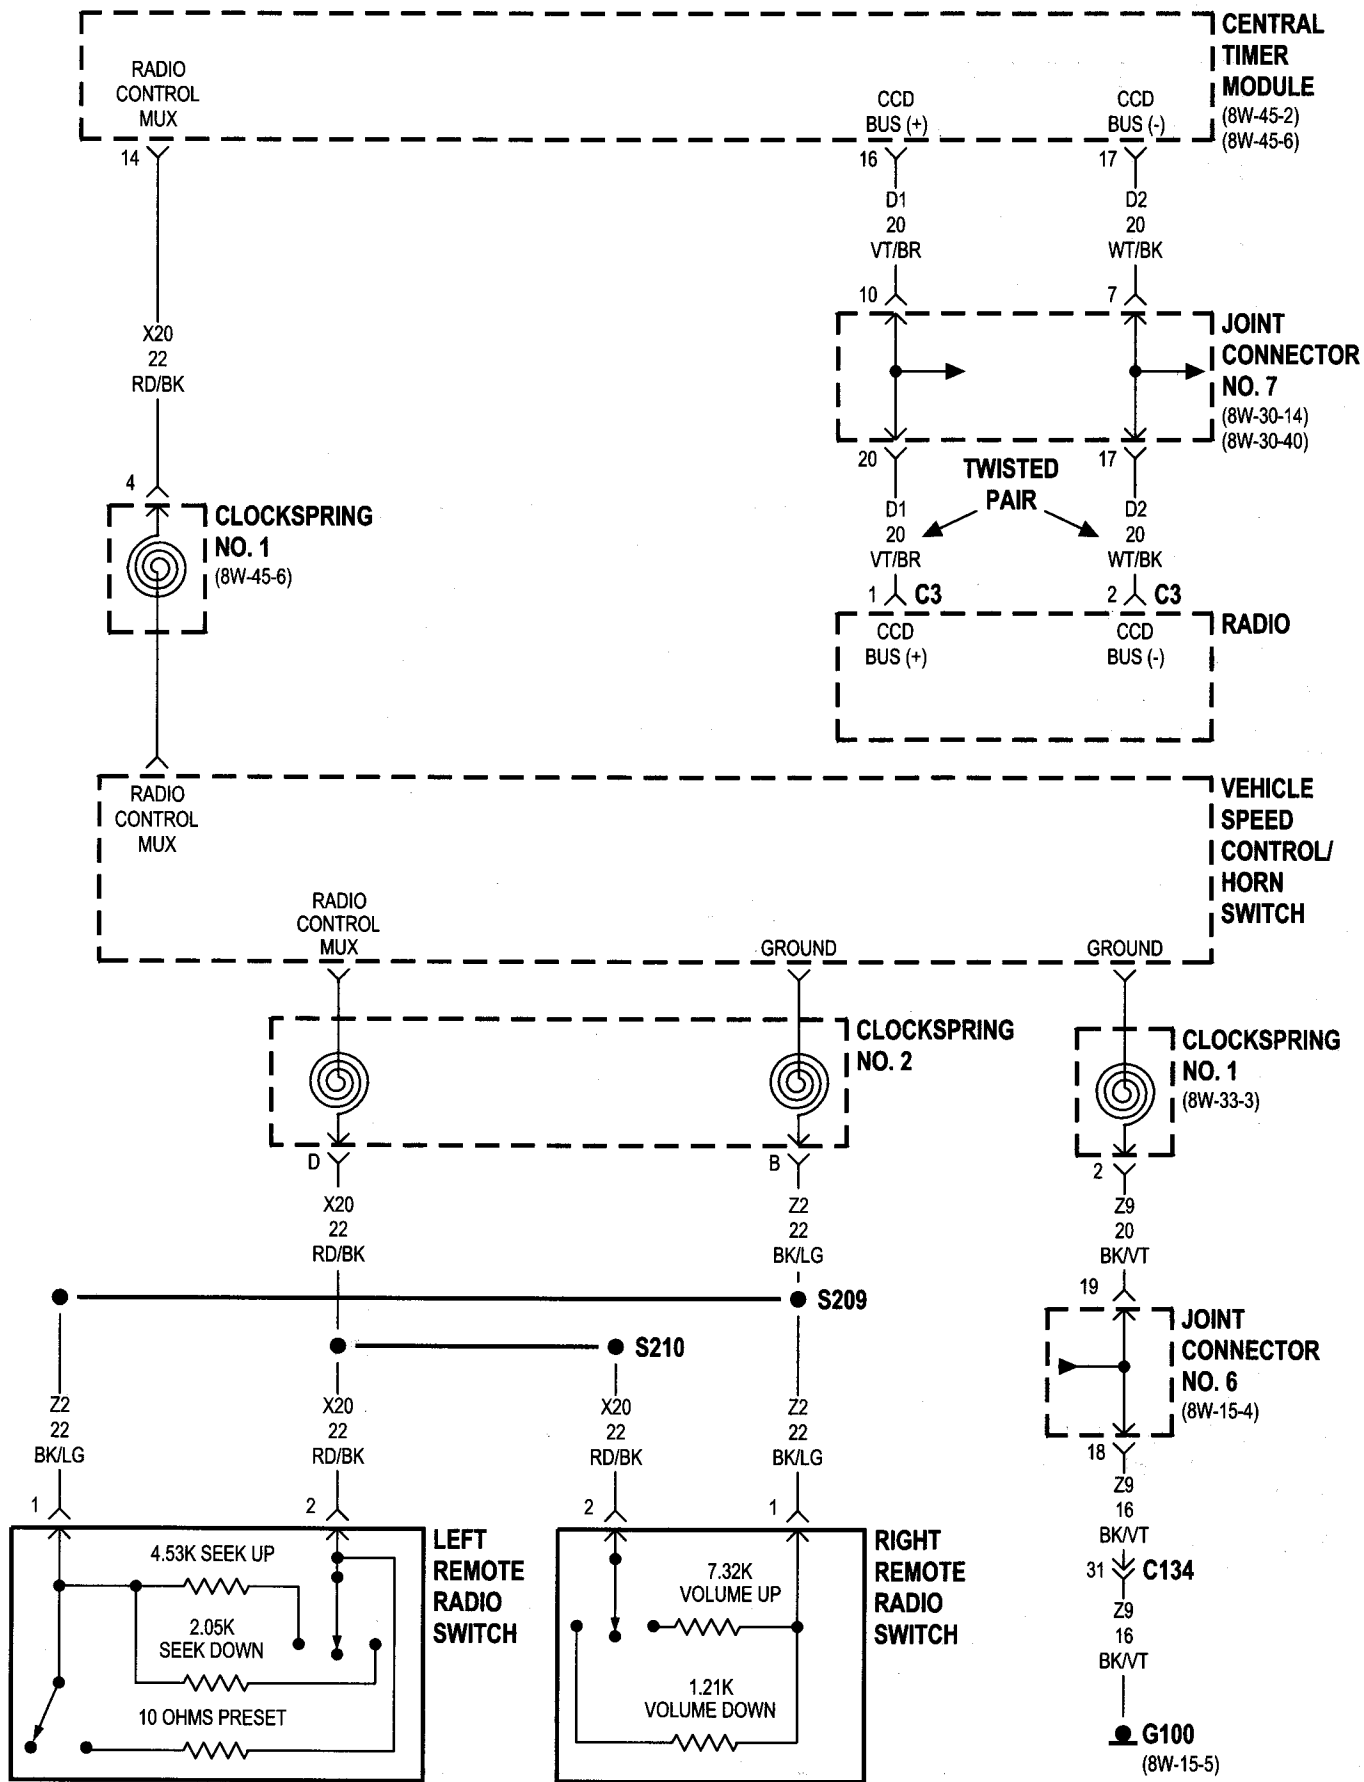 CENTRAL
TIMER
MODULE
(8W-45-2)
(8W-45-6)
RADIO
CONTROL
MUX
CCD
BUS (+)
CCD
BUS (-)
14
16
17
D1
20
VT/BR
D2
20
WT/BK
10
7
X20
22
RD/BK
JOINT
CONNECTOR
NO. 7
(8W-30-14)
(8W-30-40)
20
17
TWISTED
PAIR
4
CLOCKSPRING
NO. 1
(8W-45-6)
D1
20
VT/BR
D2
20
WT/BK
1
C3
2
C3
RADIO
CCD
BUS (+)
CCD
BUS (-)
VEHICLE
SPEED
CONTROL/
HORN
SWITCH
RADIO
CONTROL
MUX
RADIO
CONTROL
MUX
GROUND
GROUND
CLOCKSPRING
NO. 2
CLOCKSPRING
NO. 1
(8W-33-3)
D
B
2
X20
22
RD/BK
Z2
22
BK/LG
Z9
20
BK/VT
19
S209
S210
JOINT
CONNECTOR
NO. 6
(8W-15-4)
Z2
22
BK/LG
X20
22
RD/BK
X20
22
RD/BK
Z2
22
BK/LG
18
Z9
16
BK/VT
1
2
2
1
LEFT
REMOTE
RADIO
SWITCH
4.53K SEEK UP
2.05K
SEEK DOWN
10 OHMS PRESET
RIGHT
REMOTE
RADIO
SWITCH
7.32K
VOLUME UP
1.21K
VOLUME DOWN
31
C134
Z9
16
BK/VT
G100
(8W-15-5)